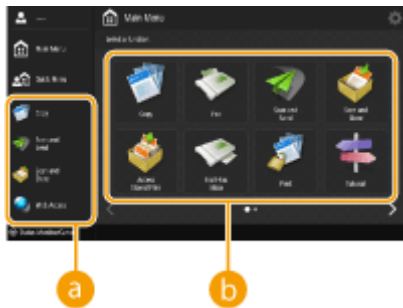 Main Menu
Select a function.
Main Menu
Quick Menu
Copy
Scan and
Send
Scan and
Store
Web Access
Copy
Fax
Scan and
Send
Scan and
Store
Access
Stored Files
Fax/I-Fax
Inbox
Print
Tutorial
Status Monitor/Cancel
a
b